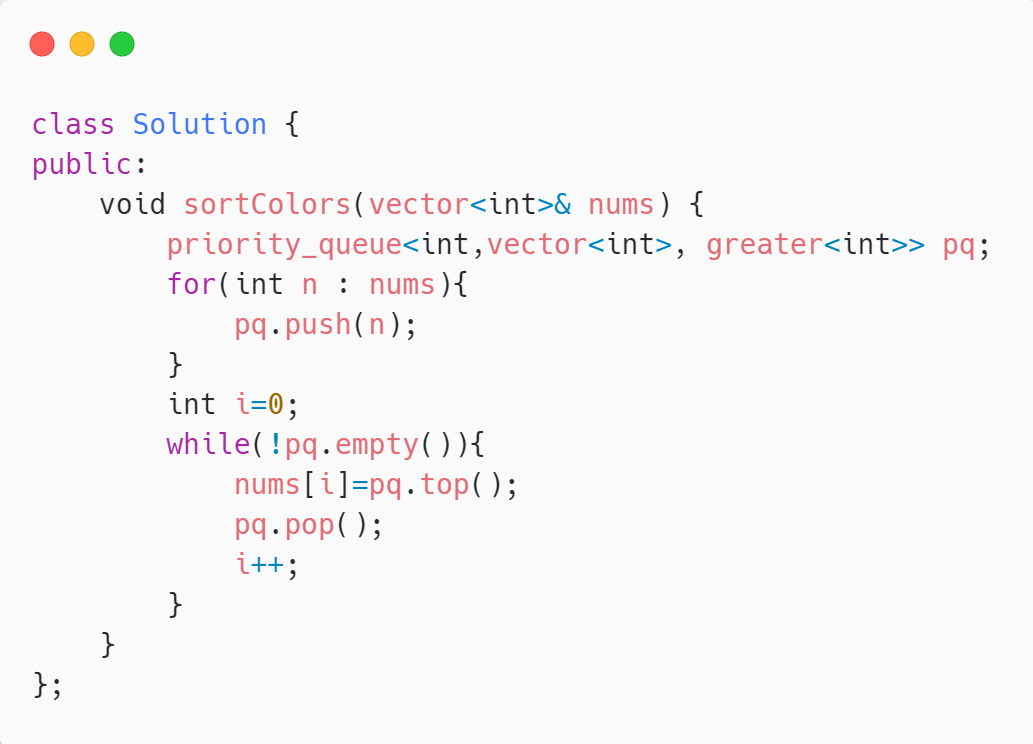 class Solution {
public:
    void sortColors(vector<int>& nums) {
        priority_queue<int,vector<int>, greater<int>> pq;
        for(int n : nums){
            pq.push(n);
        }
        int i=0;
        while(!pq.empty()){
            nums[i]=pq.top();
            pq.pop();
            i++;
        }
    }
};